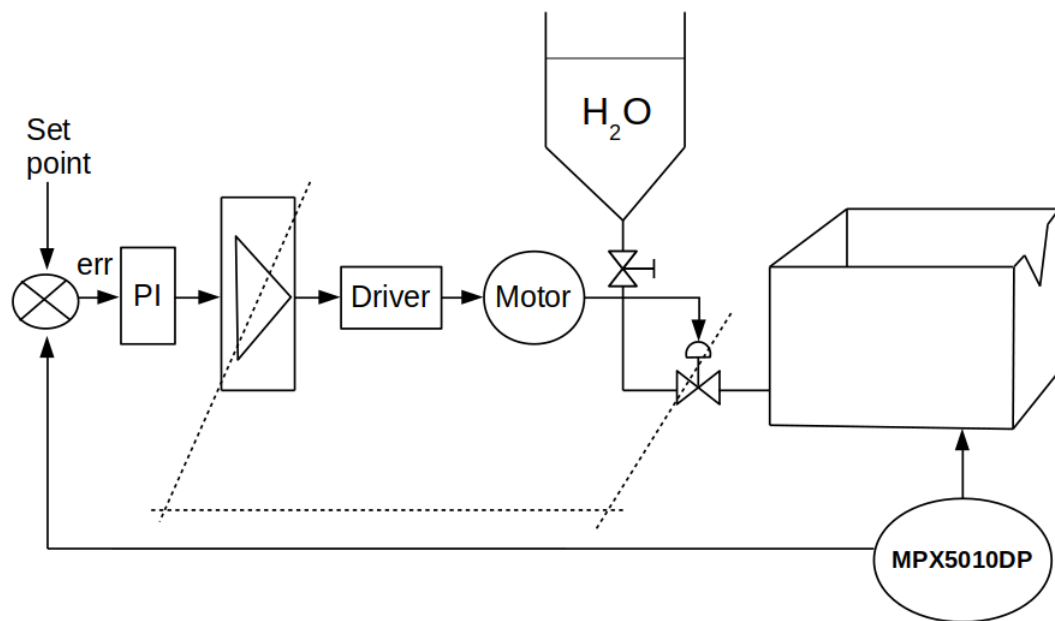 H₂O
Set
point
err
PI
Driver
Motor
MPX5010DP